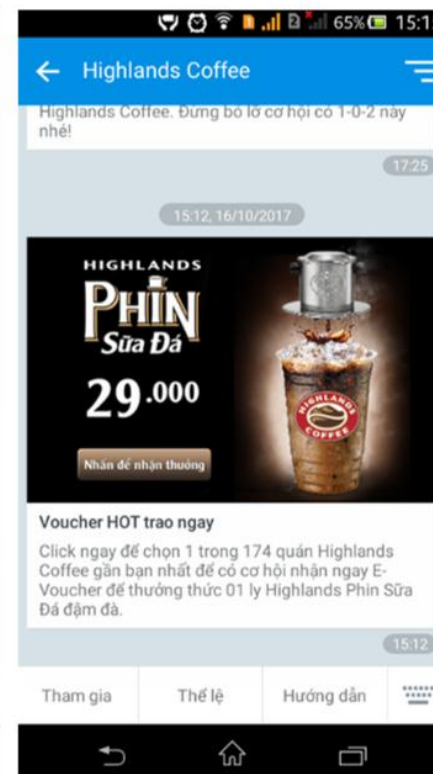 65% 15:1
Highlands Coffee
Highlands Coffee. Đừng bỏ lỡ cơ hội có 1-0-2 này
nhé!
17:25
15:12, 16/10/2017
HIGHLANDS
PHIN
Sữa Đá
29.000
Nhấn để nhận thưởng
HIGHLANDS
COFFEE
Voucher HOT trao ngay
Click ngay để chọn 1 trong 174 quán Highlands
Coffee gần bạn nhất để có cơ hội nhận ngay E-
Voucher để thưởng thức 01 ly Highlands Phin Sữa
Đá đậm đà.
15:12
Tham gia Thể lệ Hướng dẫn